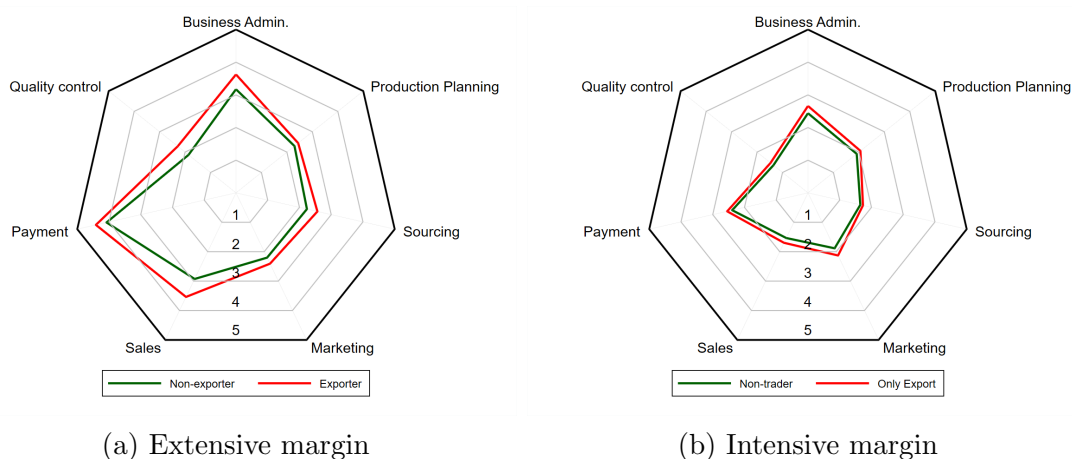 Business Admin.
Quality control
Production Planning
Payment
Sourcing
Sales
Marketing
1
2
3
4
5
Non-exporter
Exporter
(a) Extensive margin
Business Admin.
Quality control
Production Planning
Payment
Sourcing
Sales
Marketing
1
2
3
4
5
Non-trader
Only Export
(b) Intensive margin